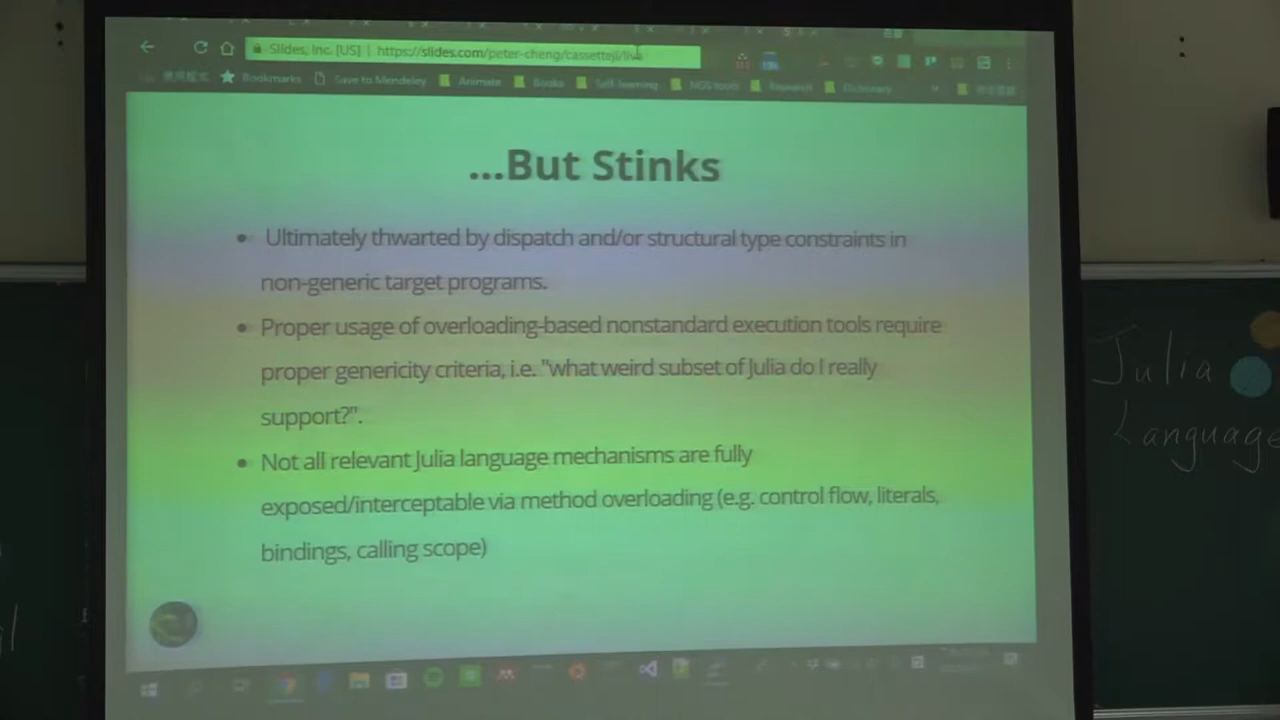 Slides, Inc. [US] | https://slides.com/peter-cheng/cassettejl/live
Bookmarks Save to Mendeley Animate Books Self-learning NGS tools Research Dictionary
...But Stinks
• Ultimately thwarted by dispatch and/or structural type constraints in
non-generic target programs.
• Proper usage of overloading-based nonstandard execution tools require
proper genericity criteria, i.e. "what weird subset of Julia do I really
support?".
• Not all relevant Julia language mechanisms are fully
exposed/interceptable via method overloading (e.g. control flow, literals,
bindings, calling scope)
Julia
Language